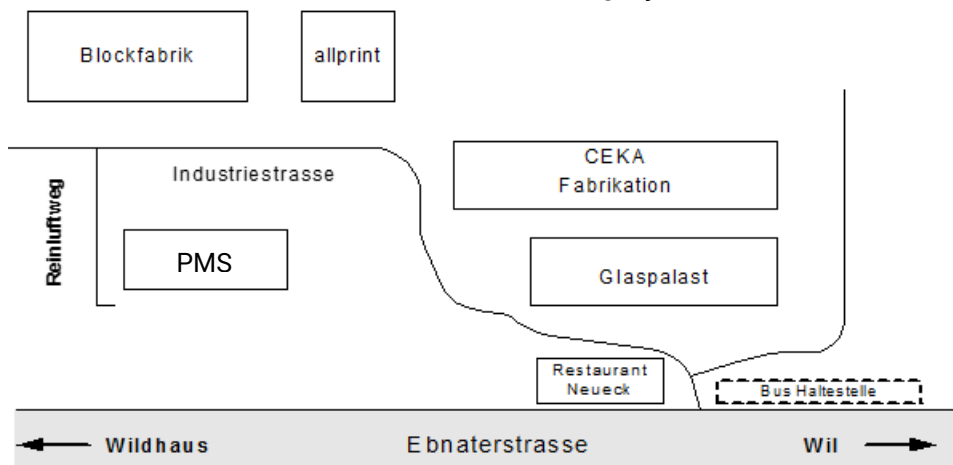 Blockfabrik
allprint
CEKA
Fabrikation
Industriestrasse
Reinluftweg
PMS
Glaspalast
Restaurant
Neueck
Bus Haltestelle
Wildhaus
Ebnaterstrasse
Wil